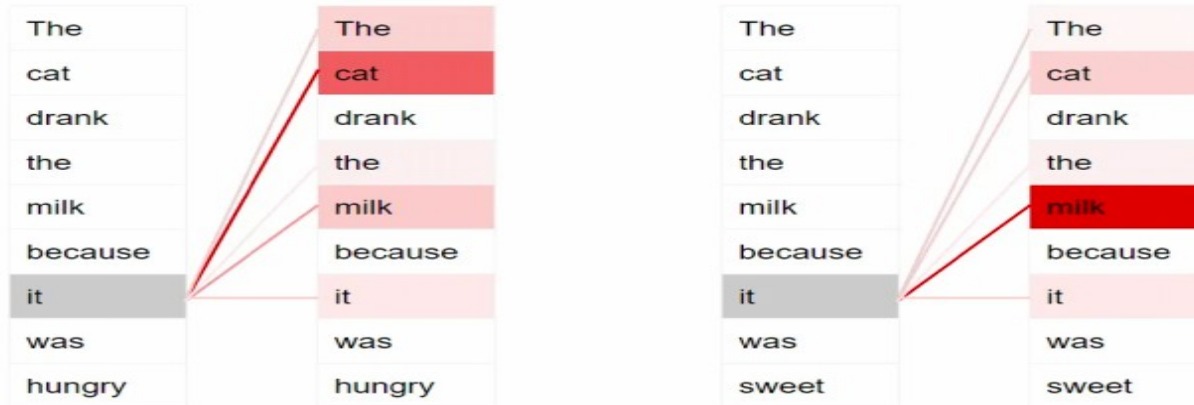 The The The The
cat cat cat cat
drank drank drank drank
the the the the
milk milk milk milk
because because because because
it it it it
was was was was
hungry hungry sweet sweet